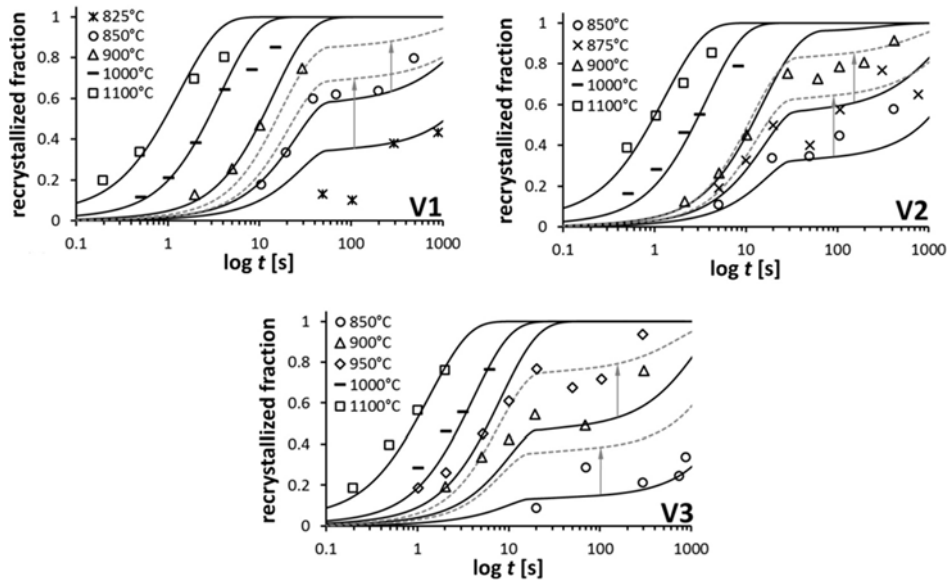 1
0.8
0.6
0.4
0.2
0
recrystallized fraction
825°C
850°C
900°C
1000°C
1100°C
V1
0.1 1 10 100 1000
log t [s]
1
0.8
0.6
0.4
0.2
0
recrystallized fraction
850°C
875°C
900°C
1000°C
1100°C
V2
0.1 1 10 100 1000
log t [s]
1
0.8
0.6
0.4
0.2
0
recrystallized fraction
850°C
900°C
950°C
1000°C
1100°C
V3
0.1 1 10 100 1000
log t [s]